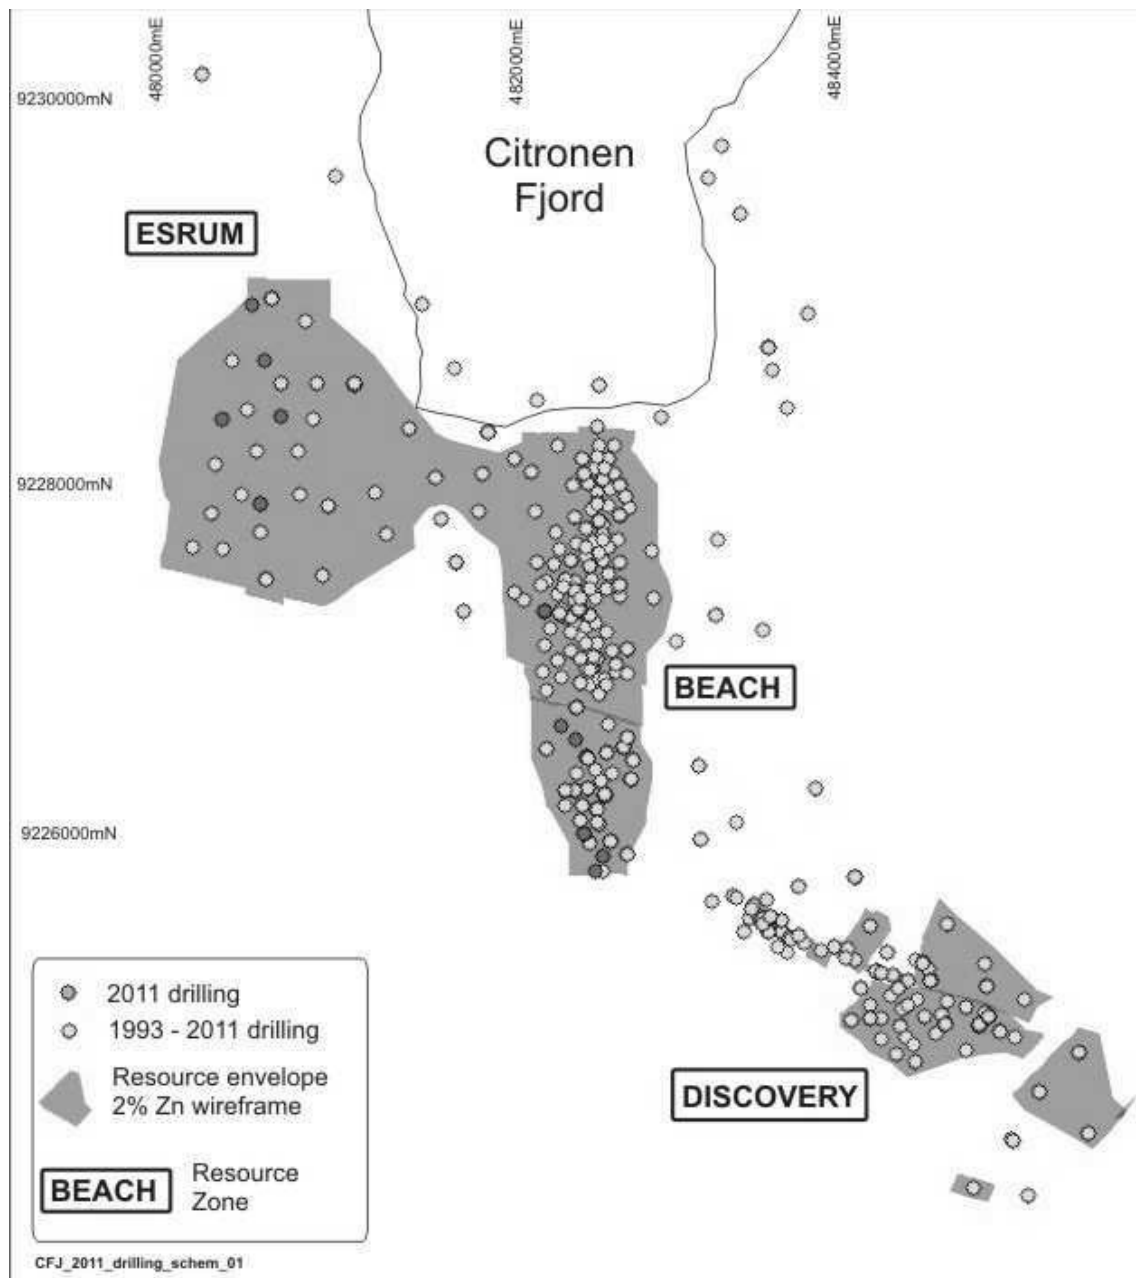 480000mE
482000mE
484000mE
9230000mN
Citronen
Fjord
ESRUM
9228000mN
BEACH
9226000mN
DISCOVERY
2011 drilling
1993 - 2011 drilling
Resource envelope
2% Zn wireframe
BEACH
Resource
Zone
CFJ_2011_drilling_schem_01